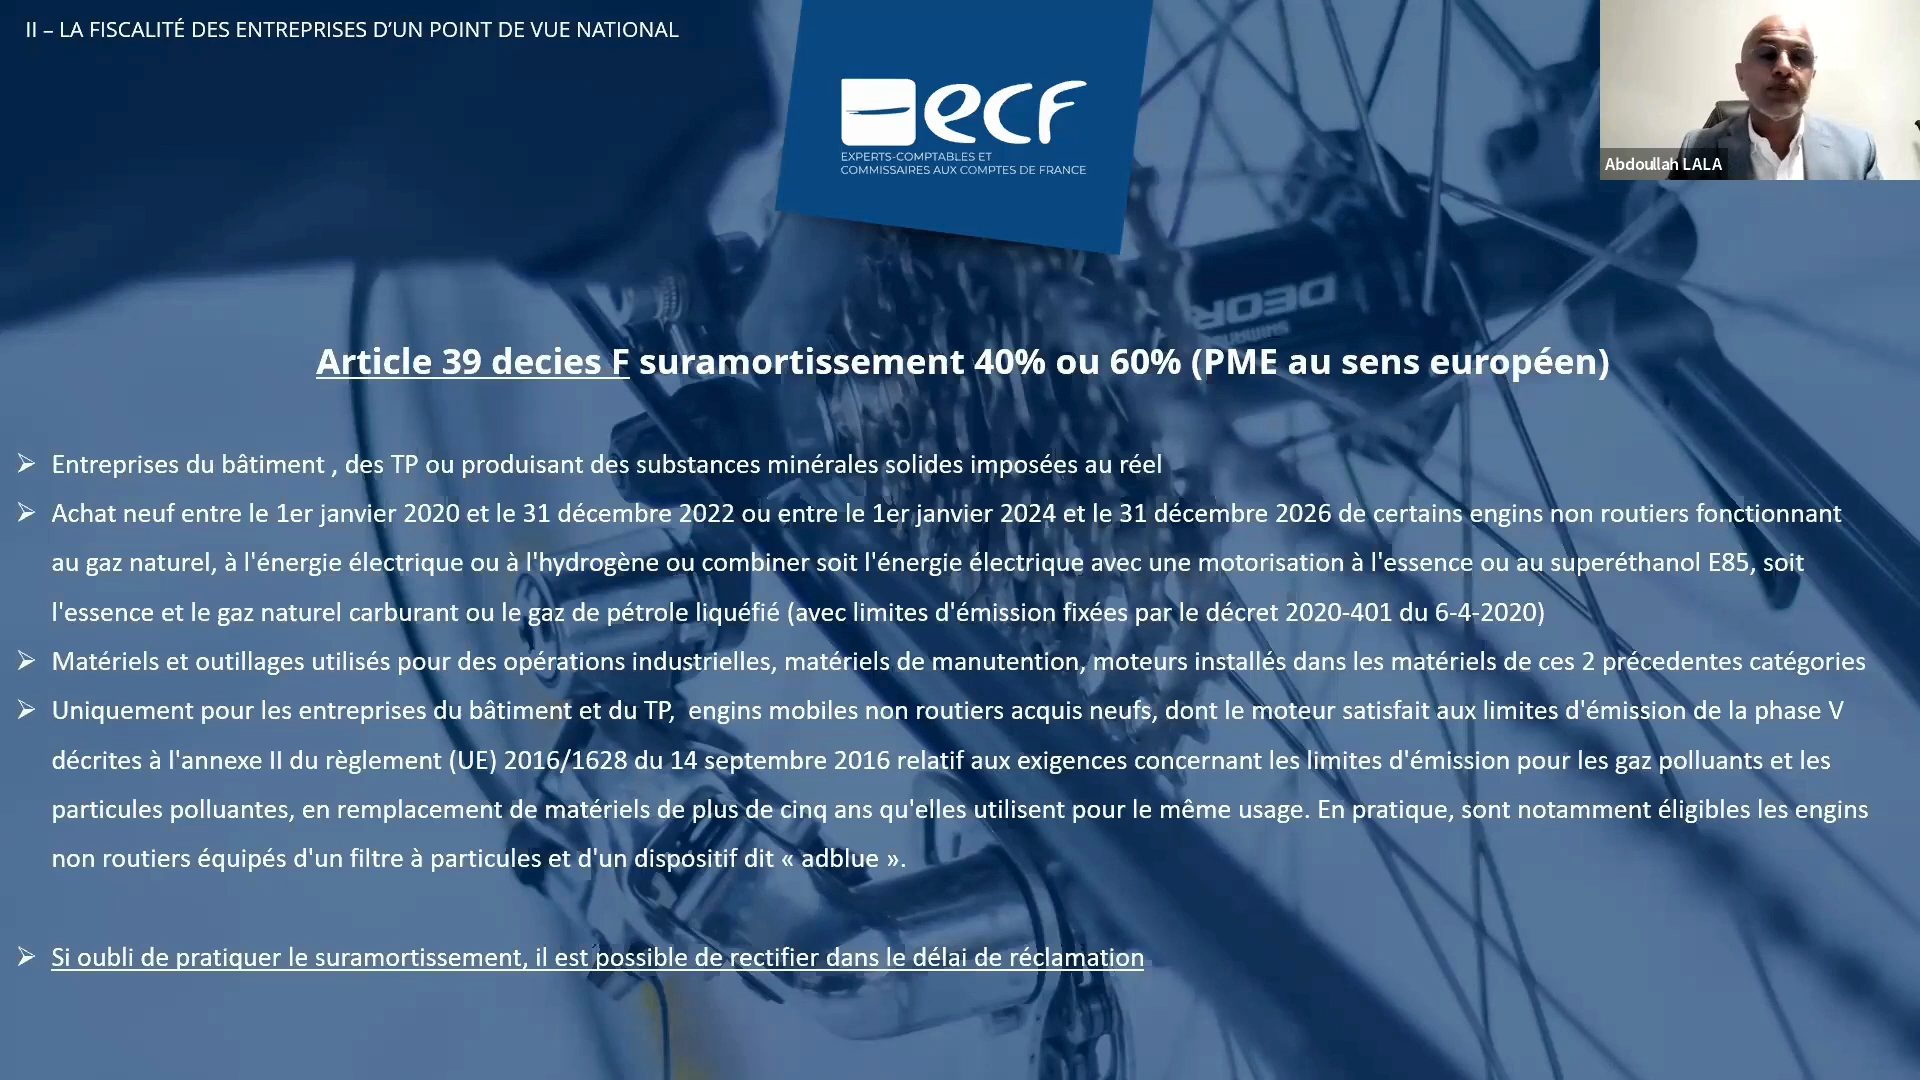 II – LA FISCALITÉ DES ENTREPRISES D’UN POINT DE VUE NATIONAL
ecf
EXPERTS-COMPTABLES ET
COMMISSAIRES AUX COMPTES DE FRANCE
Abdoullah LALA
DEORE
SHIMANO
Article 39 decies F suramortissement 40% ou 60% (PME au sens européen)
➢ Entreprises du bâtiment , des TP ou produisant des substances minérales solides imposées au réel
➢ Achat neuf entre le 1er janvier 2020 et le 31 décembre 2022 ou entre le 1er janvier 2024 et le 31 décembre 2026 de certains engins non routiers fonctionnant
au gaz naturel, à l'énergie électrique ou à l'hydrogène ou combiner soit l'énergie électrique avec une motorisation à l'essence ou au superéthanol E85, soit
l'essence et le gaz naturel carburant ou le gaz de pétrole liquéfié (avec limites d'émission fixées par le décret 2020-401 du 6-4-2020)
➢ Matériels et outillages utilisés pour des opérations industrielles, matériels de manutention, moteurs installés dans les matériels de ces 2 précedentes catégories
➢ Uniquement pour les entreprises du bâtiment et du TP,  engins mobiles non routiers acquis neufs, dont le moteur satisfait aux limites d'émission de la phase V
décrites à l'annexe II du règlement (UE) 2016/1628 du 14 septembre 2016 relatif aux exigences concernant les limites d'émission pour les gaz polluants et les
particules polluantes, en remplacement de matériels de plus de cinq ans qu'elles utilisent pour le même usage. En pratique, sont notamment éligibles les engins
non routiers équipés d'un filtre à particules et d'un dispositif dit « adblue ».
➢ Si oubli de pratiquer le suramortissement, il est possible de rectifier dans le délai de réclamation